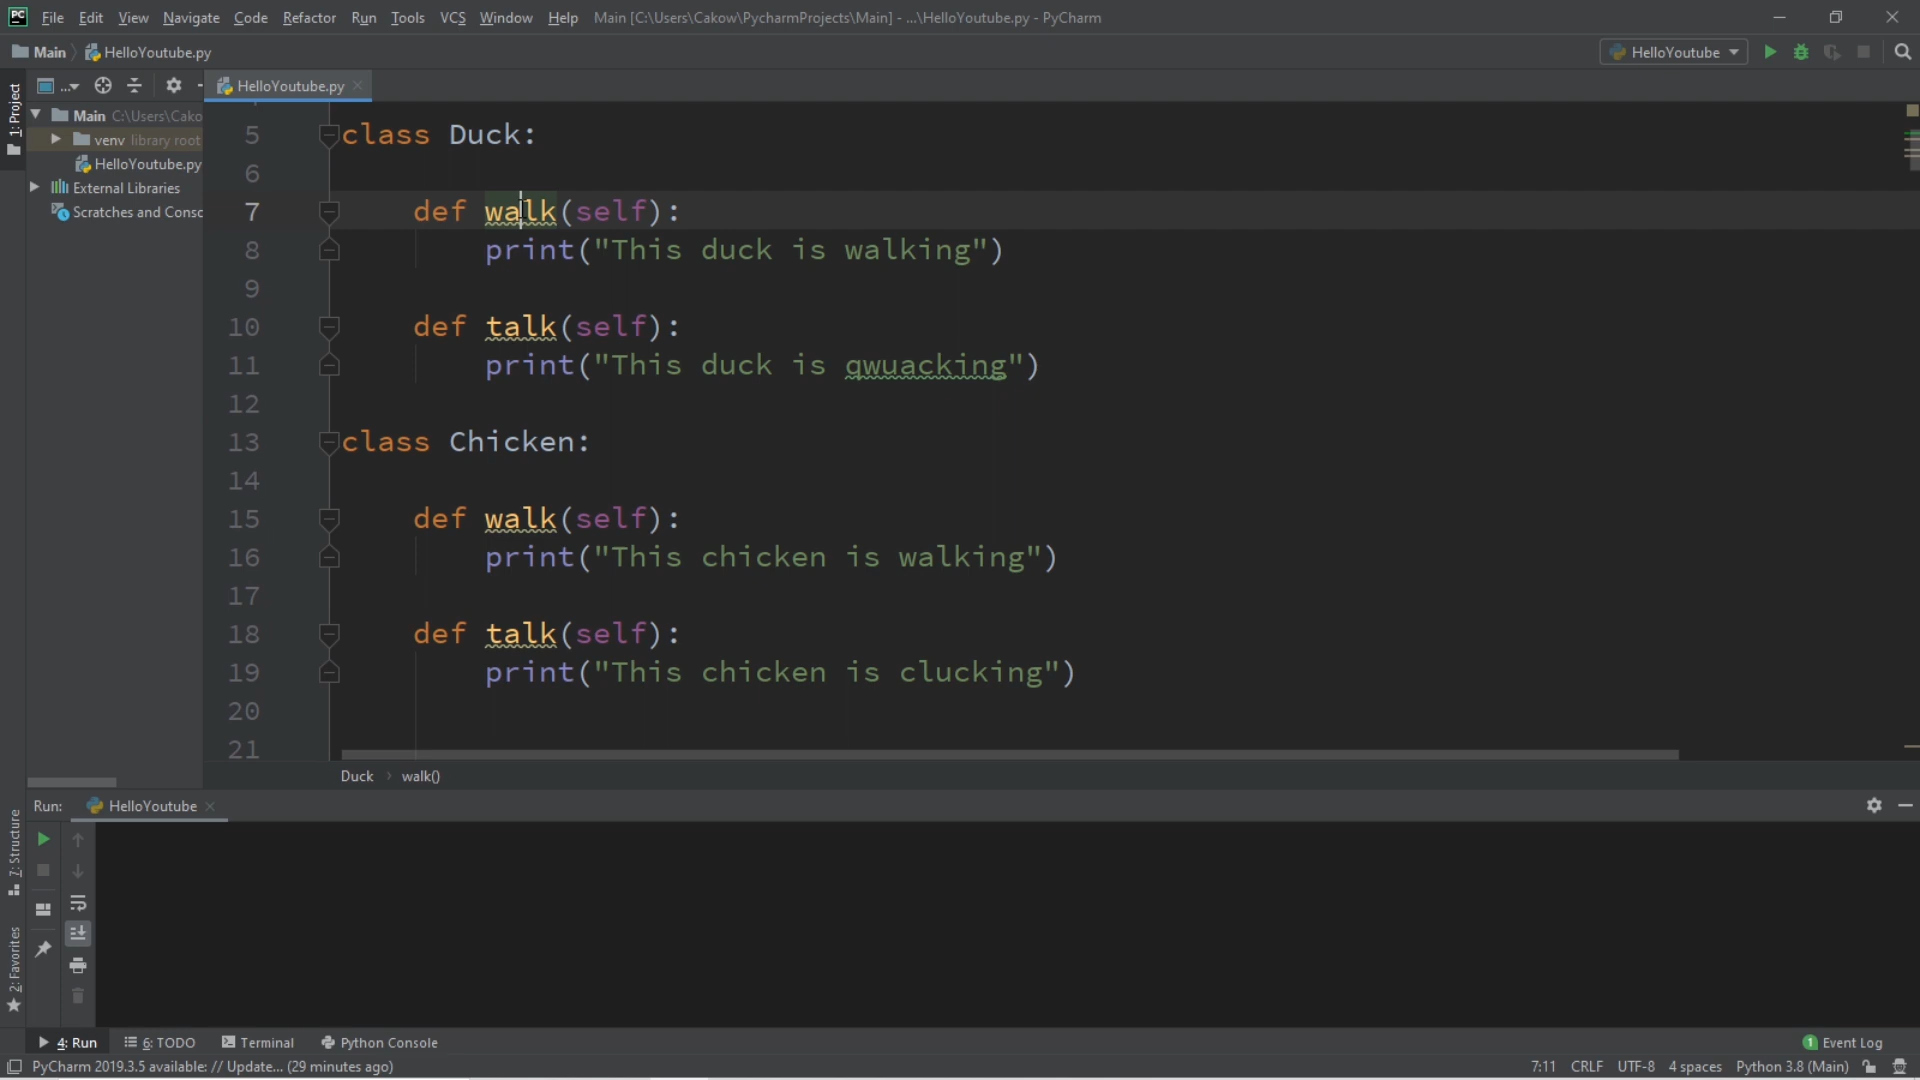 PC File Edit View Navigate Code Refactor Run Tools VCS Window Help Main [C:\Users\Cakow\PycharmProjects\Main] - ...\HelloYoutube.py - PyCharm
Main HelloYoutube.py HelloYoutube
1: Project ... HelloYoutube.py
Main C:\Users\Cako
venv library root
HelloYoutube.py
External Libraries
Scratches and Consc
5 class Duck:
6
7 def walk(self):
8 print("This duck is walking")
9
10 def talk(self):
11 print("This duck is qwuacking")
12
13 class Chicken:
14
15 def walk(self):
16 print("This chicken is walking")
17
18 def talk(self):
19 print("This chicken is clucking")
20
21
Duck walk()
Run: HelloYoutube
7: Structure
2: Favorites
4: Run 6: TODO Terminal Python Console 1 Event Log
PyCharm 2019.3.5 available: // Update... (29 minutes ago) 7:11 CRLF UTF-8 4 spaces Python 3.8 (Main)